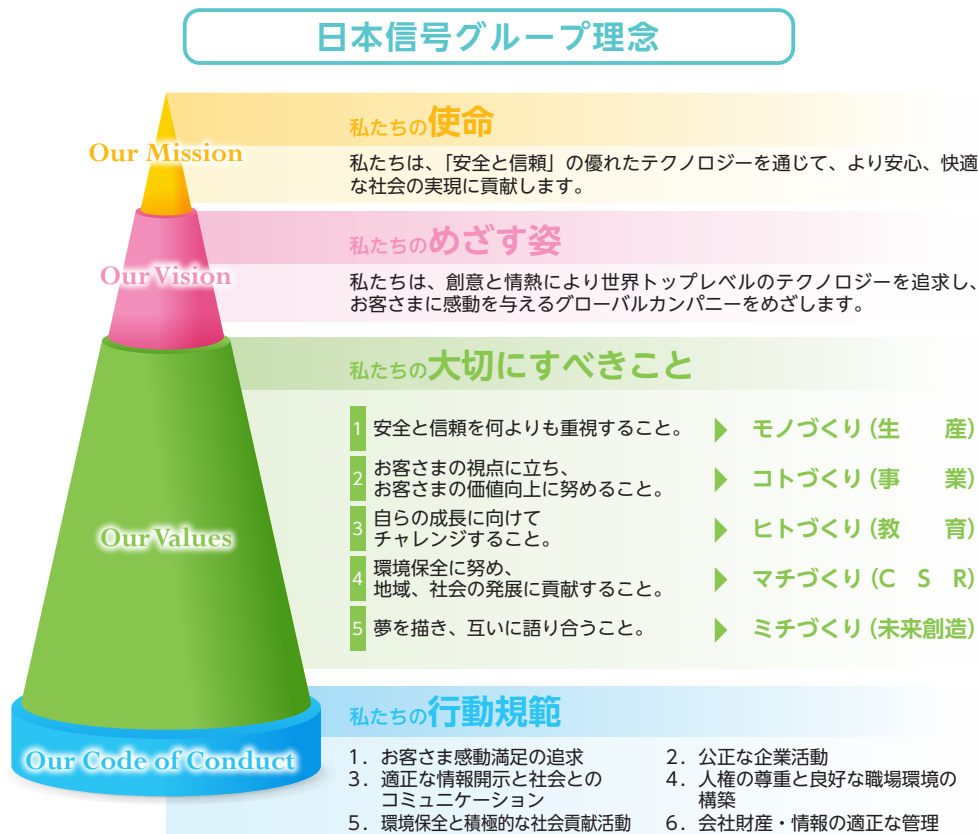 日本信号グループ理念
Our Mission
私たちの使命
私たちは、「安全と信頼」の優れたテクノロジーを通じて、より安心、快適
な社会の実現に貢献します。
Our Vision
私たちのめざす姿
私たちは、創意と情熱により世界トップレベルのテクノロジーを追求し、
お客さまに感動を与えるグローバルカンパニーをめざします。
Our Values
私たちの大切にすべきこと
1 安全と信頼を何よりも重視すること。 ▶ モノづくり(生 産)
2 お客さまの視点に立ち、
お客さまの価値向上に努めること。 ▶ コトづくり(事 業)
3 自らの成長に向けて
チャレンジすること。 ▶ ヒトづくり(教 育)
4 環境保全に努め、
地域、社会の発展に貢献すること。 ▶ マチづくり(C S R)
5 夢を描き、互いに語り合うこと。 ▶ ミチづくり(未来創造)
Our Code of Conduct
私たちの行動規範
1. お客さま感動満足の追求
2. 公正な企業活動
3. 適正な情報開示と社会との
コミュニケーション
4. 人権の尊重と良好な職場環境の
構築
5. 環境保全と積極的な社会貢献活動
6. 会社財産・情報の適正な管理